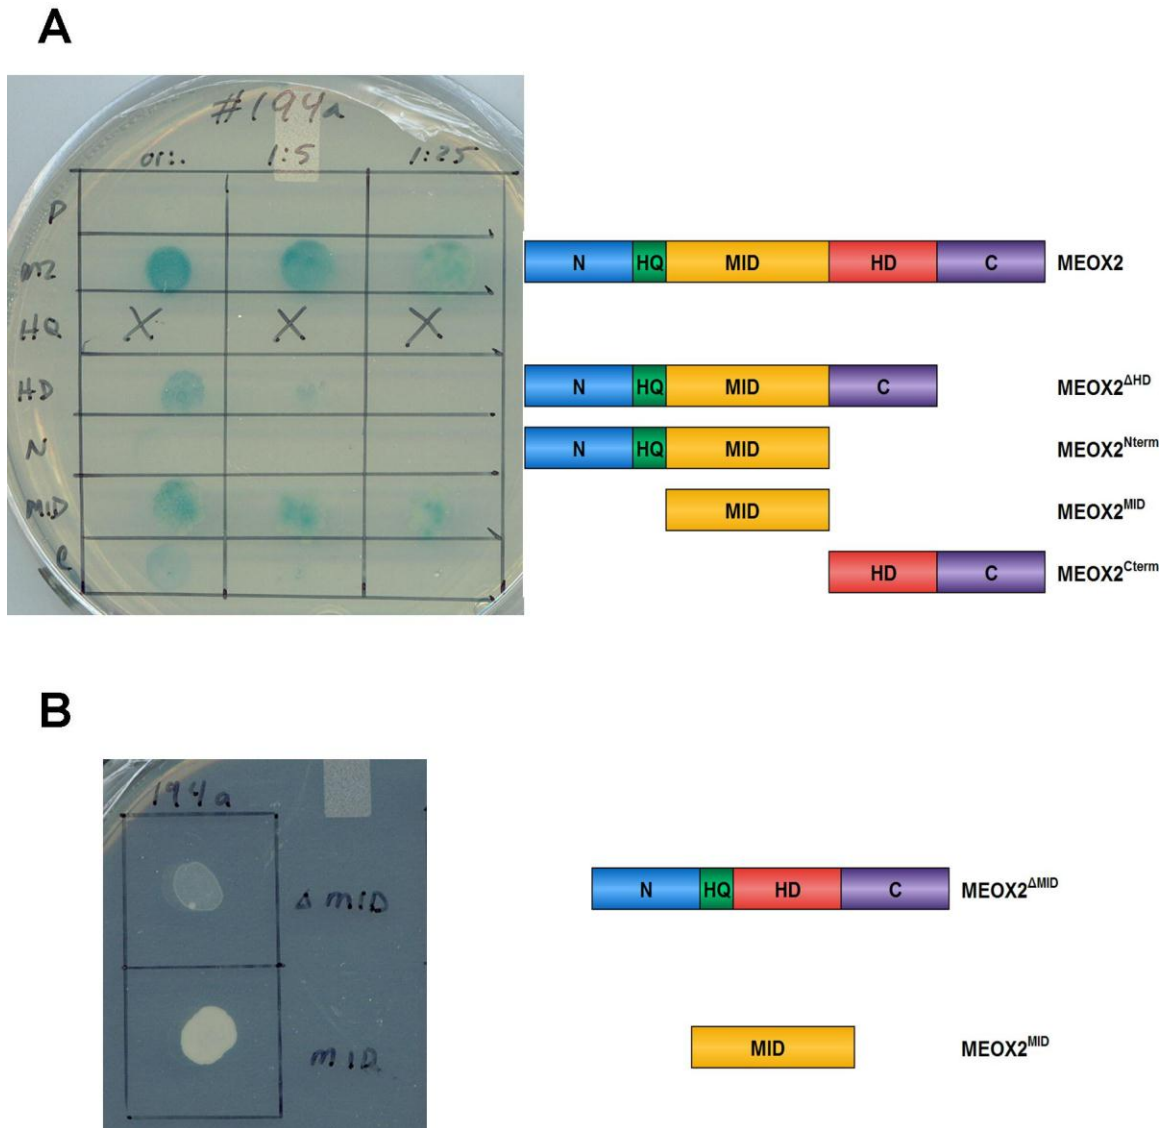 A
#194a
ori. 1:5 1:25
D
M2 N HQ MID HD C MEOX2
HQ X X X
HD N HQ MID C MEOX2ΔHD
N N HQ MID MEOX2Nterm
MID MID MEOX2MID
C HD C MEOX2Cterm
B
194a
Δ MID N HQ HD C MEOX2ΔMID
MID MID MEOX2MID